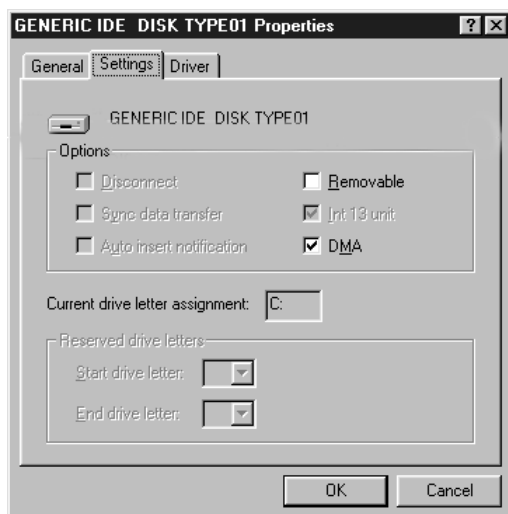 GENERIC IDE DISK TYPE01 Properties
General Settings Driver
GENERIC IDE DISK TYPE01
Options
Disconnect Removable
Sync data transfer Int 13 unit
Auto insert notification DMA
Current drive letter assignment: C:
Reserved drive letters
Start drive letter:
End drive letter:
OK Cancel